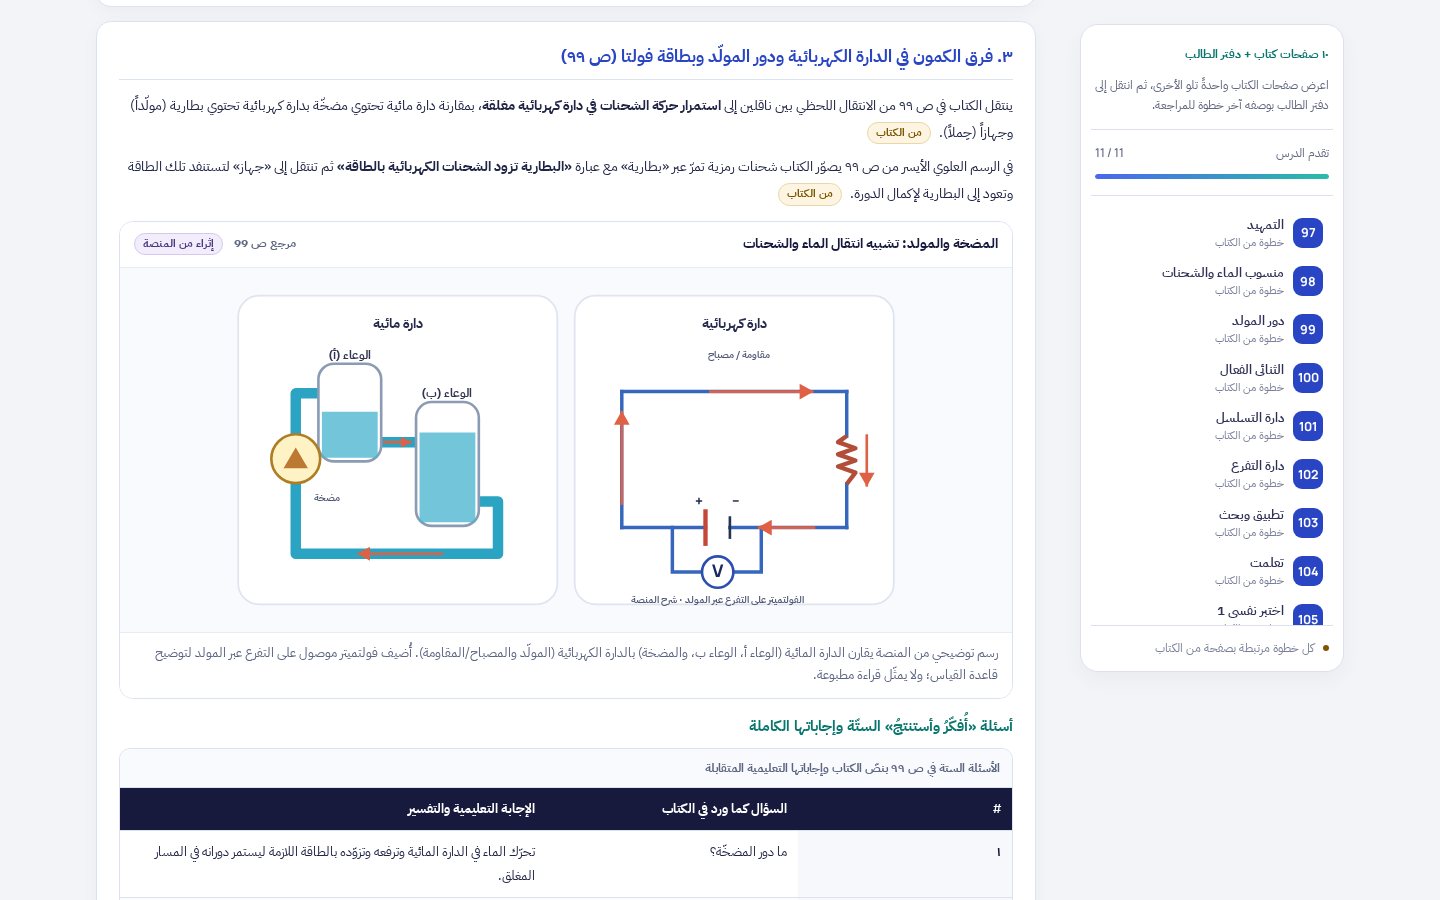 ٣. فرق الكمون في الدارة الكهربائية ودور المولّد وبطاقة فولتا (ص ٩٩)
ينتقل الكتاب في ص ٩٩ من الانتقال اللحظي بين ناقلين إلى استمرار حركة الشحنات في دارة كهربائية مغلقة، بمقارنة دارة مائية تحتوي مضخّة بدارة كهربائية تحتوي بطارية (مولّداً)
وجهازاً (حِملاً). من الكتاب
في الرسم العلوي الأيسر من ص ٩٩ يصوّر الكتاب شحنات رمزية تمرّ عبر «بطارية» مع عبارة «البطارية تزود الشحنات الكهربائية بالطاقة» ثم تنتقل إلى «جهاز» لتستنفد تلك الطاقة
وتعود إلى البطارية لإكمال الدورة. من الكتاب
المضخة والمولد: تشبيه انتقال الماء والشحنات
مرجع ص 99
إثراء من المنصة
دارة كهربائية
مقاومة / مصباح
+ −
V
الفولتميتر على التفرع عبر المولد · شرح المنصة
دارة مائية
الوعاء (أ)
الوعاء (ب)
مضخة
رسم توضيحي من المنصة يقارن الدارة المائية (الوعاء أ، الوعاء ب، والمضخة) بالدارة الكهربائية (المولّد والمصباح/المقاومة). أُضيف فولتميتر موصول على التفرع عبر المولد لتوضيح
قاعدة القياس؛ ولا يمثّل قراءة مطبوعة.
أسئلة «أُفكّرُ وأستنتجُ» الستّة وإجاباتها الكاملة
الأسئلة الستة في ص ٩٩ بنصّ الكتاب وإجاباتها التعليمية المتقابلة
# السؤال كما ورد في الكتاب الإجابة التعليمية والتفسير
١ ما دور المضخّة؟ تحرّك الماء في الدارة المائية وترفعه وتزوّده بالطاقة اللازمة ليستمر دورانه في المسار
المغلق.
١٠ صفحات كتاب + دفتر الطالب
اعرض صفحات الكتاب واحدةً تلو الأخرى، ثم انتقل إلى
دفتر الطالب بوصفه آخر خطوة للمراجعة.
تقدم الدرس
11 / 11
97 التمهيد
خطوة من الكتاب
98 منسوب الماء والشحنات
خطوة من الكتاب
99 دور المولد
خطوة من الكتاب
100 الثنائي الفعال
خطوة من الكتاب
101 دارة التسلسل
خطوة من الكتاب
102 دارة التفرع
خطوة من الكتاب
103 تطبيق وبحث
خطوة من الكتاب
104 تعلمت
خطوة من الكتاب
105 اختبر نفسي 1
كل خطوة مرتبطة بصفحة من الكتاب